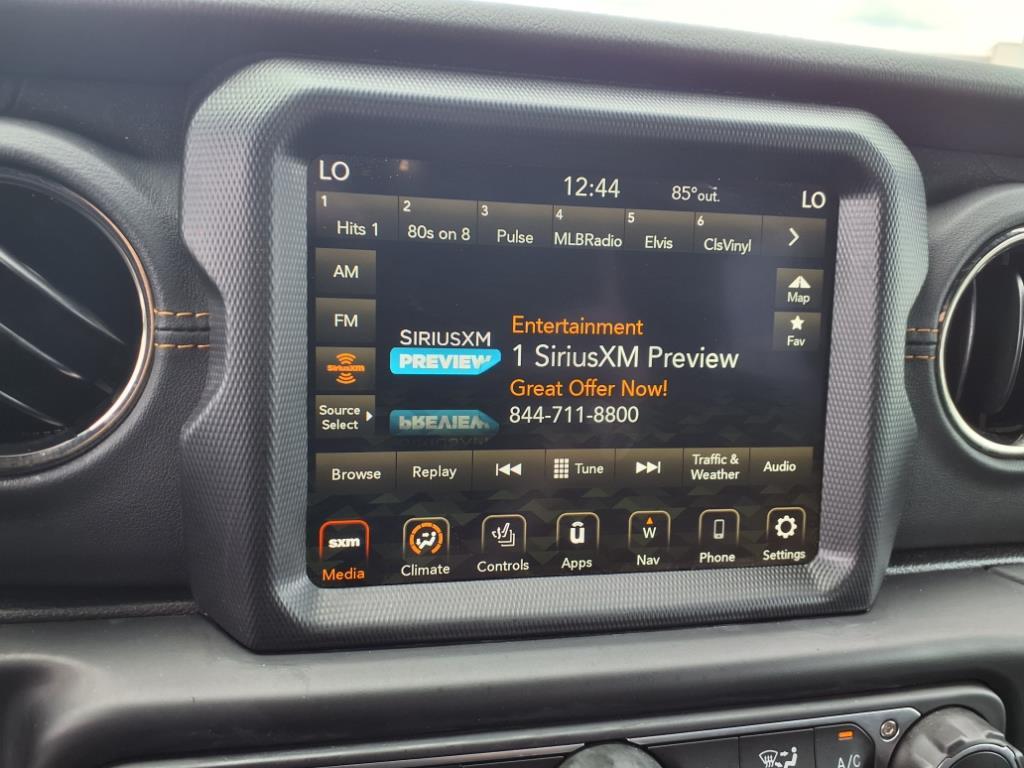 LO
12:44
85°out.
LO
1 Hits 1
2 80s on 8
3 Pulse
4 MLBRadio
5 Elvis
6 ClsVinyl
AM
FM
SiriusXM
Source
Select
Map
Fav
SIRIUSXM
PREVIEW
Entertainment
1 SiriusXM Preview
Great Offer Now!
844-711-8800
PREVIEW
SIRIUSXM
Browse
Replay
Tune
Traffic &
Weather
Audio
sxm
Media
Climate
Controls
û
Apps
W
Nav
Phone
Settings
A/C